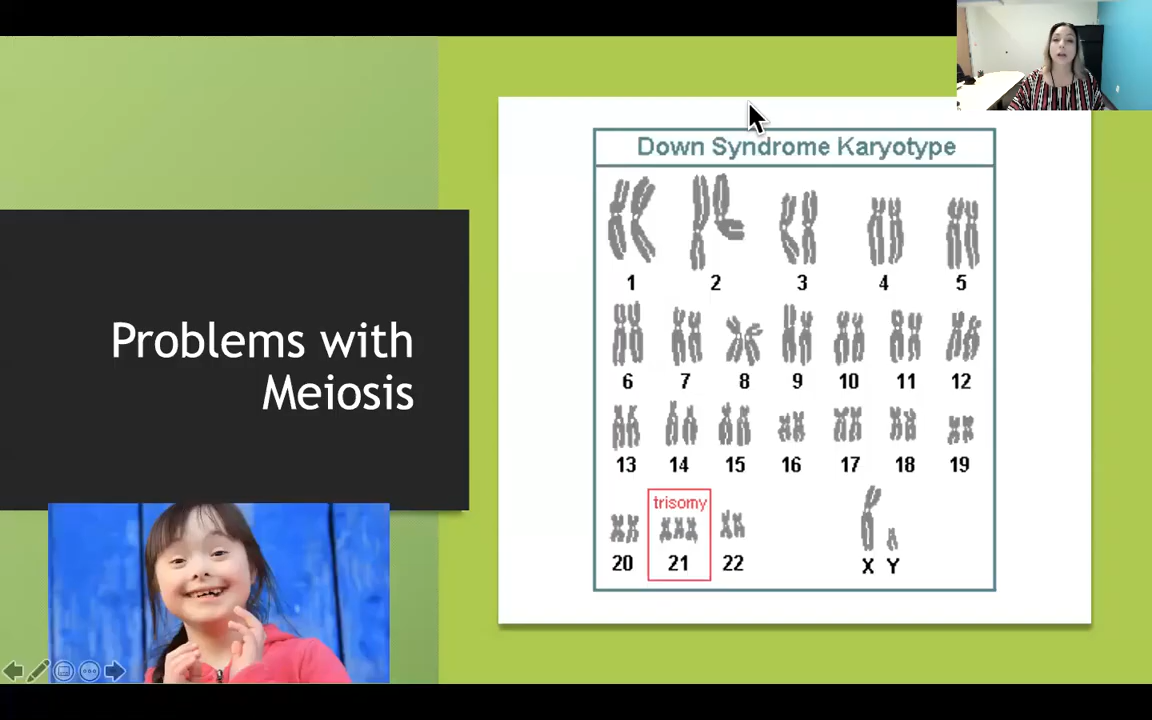 Problems with
Meiosis
Down Syndrome Karyotype
1 2 3 4 5
6 7 8 9 10 11 12
13 14 15 16 17 18 19
trisomy
20 21 22 X Y